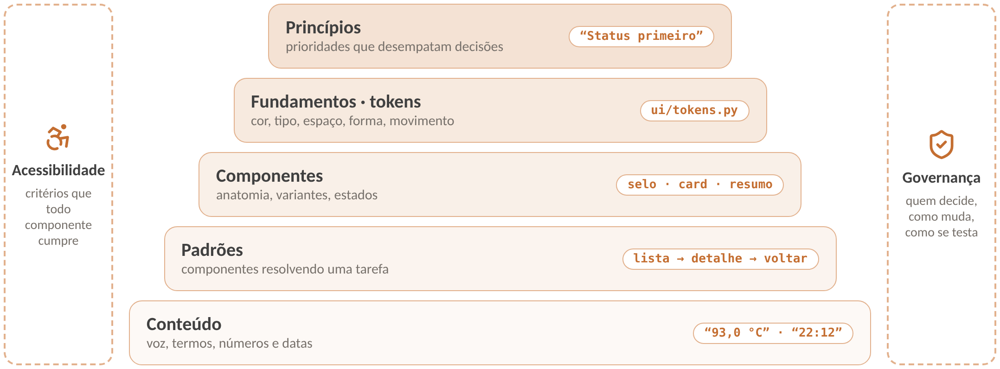 Princípios
prioridades que desempatam decisões
“Status primeiro”
Fundamentos · tokens
cor, tipo, espaço, forma, movimento
ui/tokens.py
Componentes
anatomia, variantes, estados
selo · card · resumo
Padrões
componentes resolvendo uma tarefa
lista → detalhe → voltar
Conteúdo
voz, termos, números e datas
“93,0 °C” · “22:12”
Acessibilidade
critérios que
todo
componente
cumpre
Governança
quem decide,
como muda,
como se testa